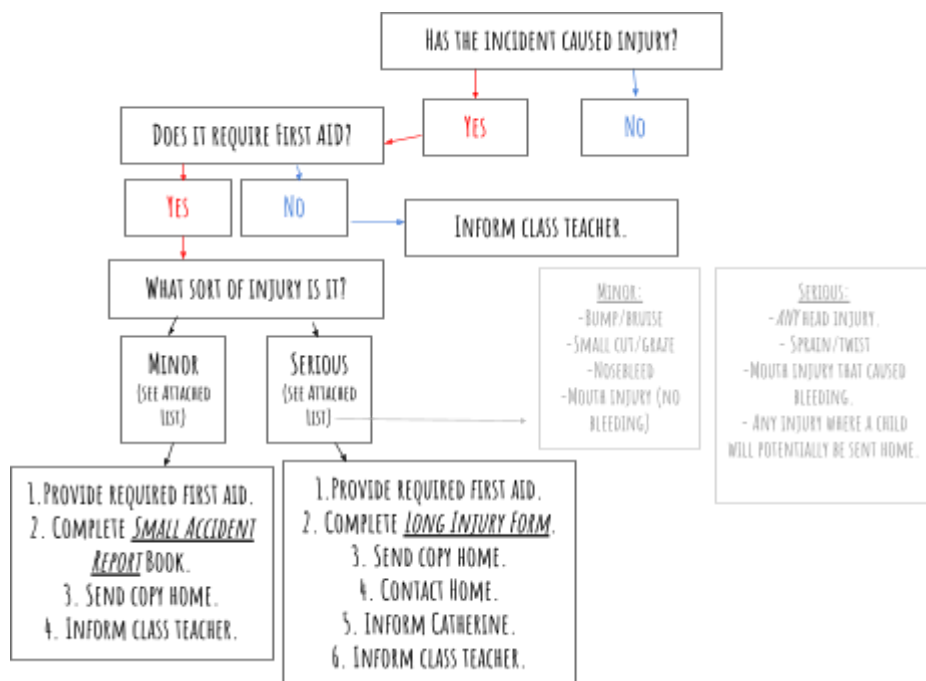 HAS THE INCIDENT CAUSED INJURY?
YES
NO
DOES IT REQUIRE FIRST AID?
YES
NO
INFORM CLASS TEACHER.
WHAT SORT OF INJURY IS IT?
MINOR
(SEE ATTACHED
LIST)
SERIOUS
(SEE ATTACHED
LIST)
MINOR:
-BUMP/BRUISE
-SMALL CUT/GRAZE
-NOSEBLEED
-MOUTH INJURY (NO
BLEEDING)
SERIOUS:
-ANY HEAD INJURY.
- SPRAIN/TWIST
-MOUTH INJURY THAT CAUSED
BLEEDING.
- ANY INJURY WHERE A CHILD
WILL POTENTIALLY BE SENT HOME.
1.PROVIDE REQUIRED FIRST AID.
2. COMPLETE SMALL ACCIDENT
REPORT BOOK.
3. SEND COPY HOME.
4. INFORM CLASS TEACHER.
1.PROVIDE REQUIRED FIRST AID.
2. COMPLETE LONG INJURY FORM.
3. SEND COPY HOME.
4. CONTACT HOME.
5. INFORM CATHERINE.
6. INFORM CLASS TEACHER.